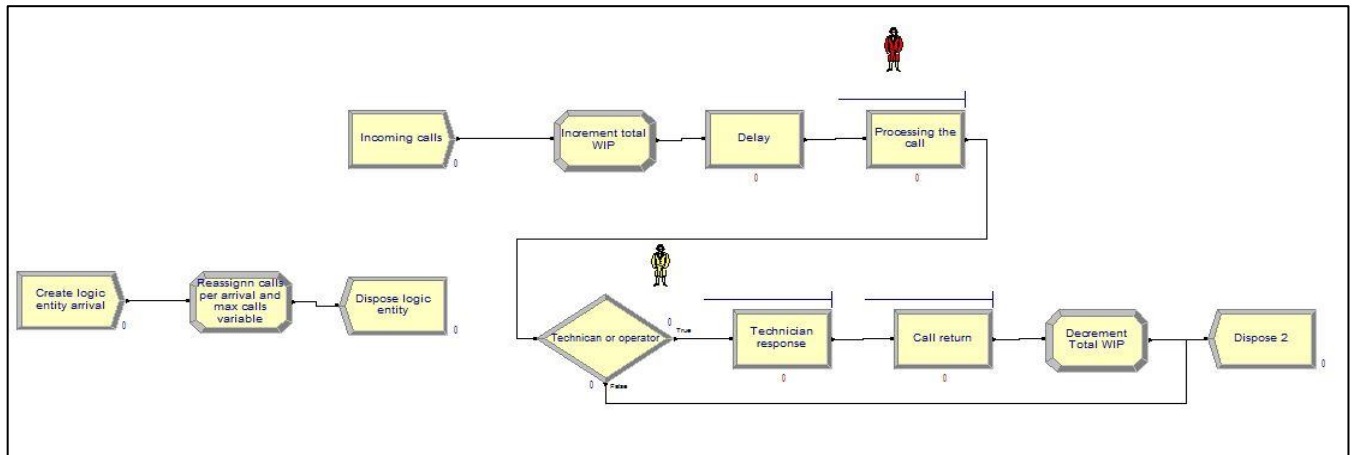 Incoming calls
0
Increment total
WIP
Delay
0
Processing the
call
0
Create logic
entity arrival
0
Reassignn calls
per arrival and
max calls
variable
Dispose logic
entity
0
Technican or operator
0
True
0
False
Technician
response
0
Call return
0
Decrement
Total WIP
Dispose 2
0